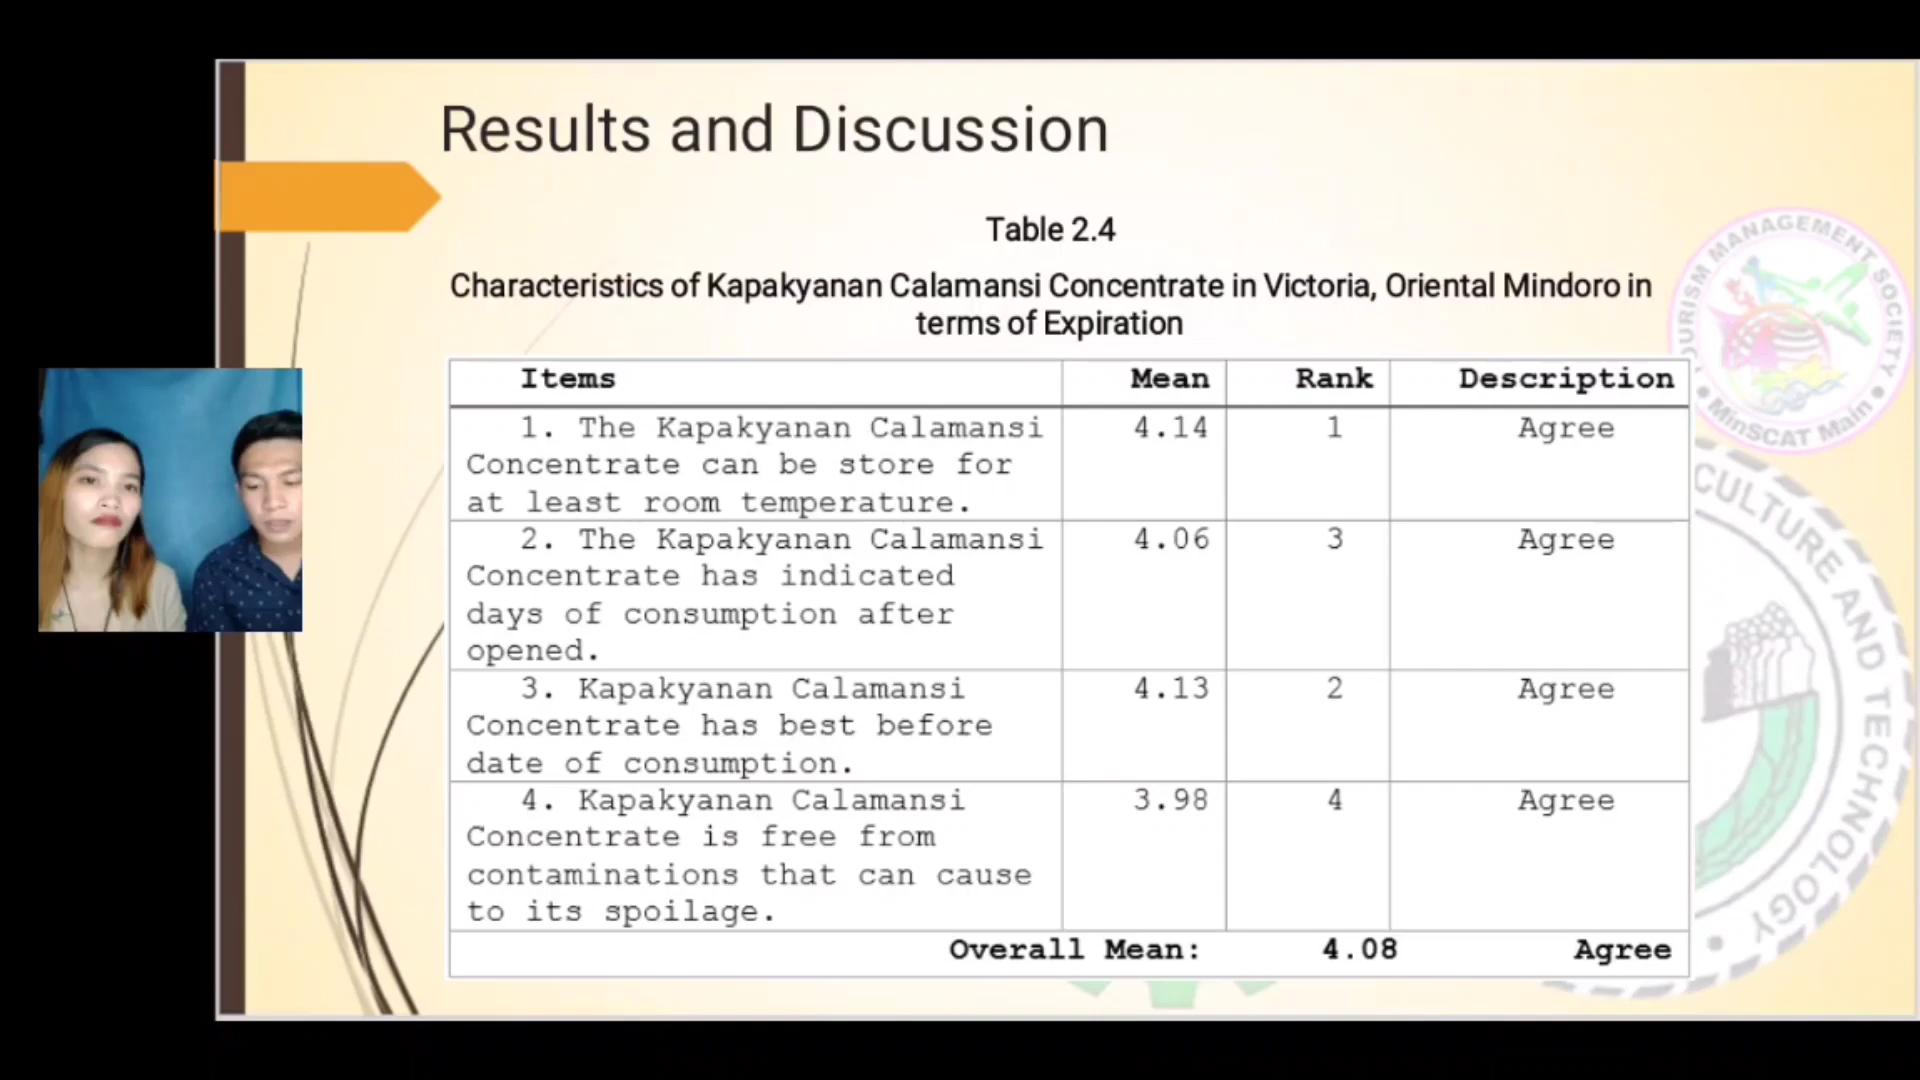 Results and Discussion
Table 2.4
Characteristics of Kapakyanan Calamansi Concentrate in Victoria, Oriental Mindoro in
terms of Expiration
Items Mean Rank Description
1. The Kapakyanan Calamansi 4.14 1 Agree
Concentrate can be store for
at least room temperature.
2. The Kapakyanan Calamansi 4.06 3 Agree
Concentrate has indicated
days of consumption after
opened.
3. Kapakyanan Calamansi 4.13 2 Agree
Concentrate has best before
date of consumption.
4. Kapakyanan Calamansi 3.98 4 Agree
Concentrate is free from
contaminations that can cause
to its spoilage.
Overall Mean: 4.08 Agree
OURISM MANAGEMENT SOCIETY
MinSCAT Main
CULTURE AND TECHNOLOGY